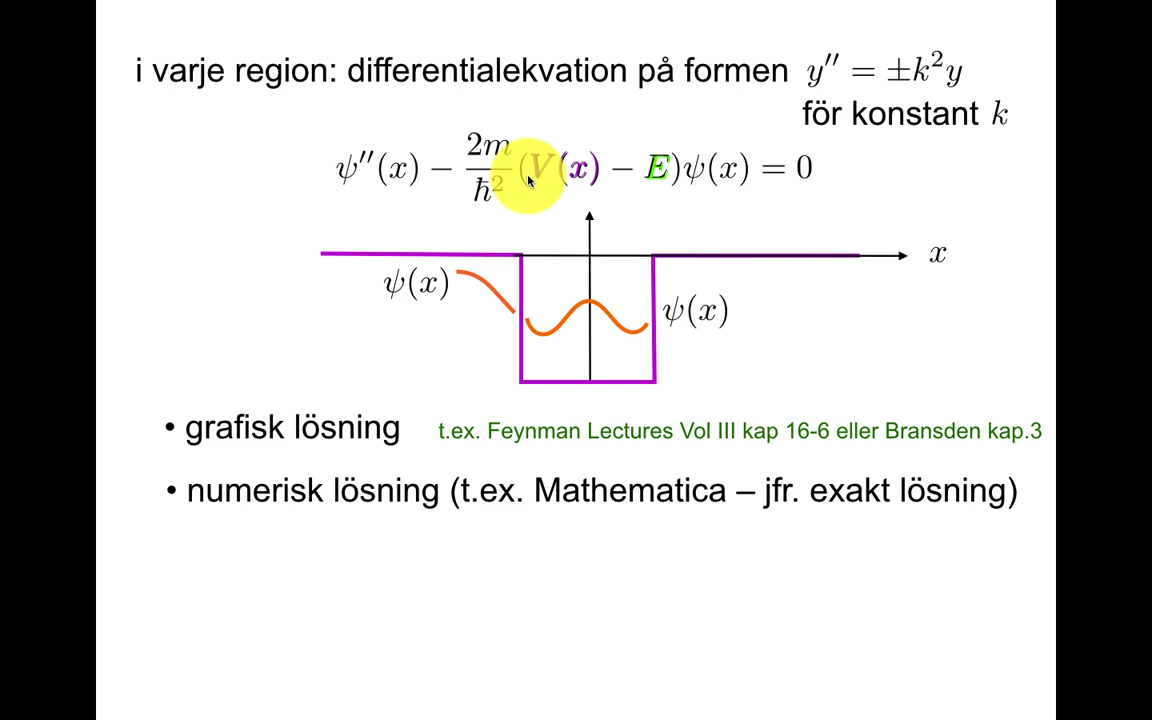 i varje region: differentialekvation på formen y′′ = ±k²y
för konstant k
ψ′′(x) − 2m/ħ² (V(x) − E)ψ(x) = 0
x
ψ(x)
ψ(x)
• grafisk lösning t.ex. Feynman Lectures Vol III kap 16-6 eller Bransden kap.3
• numerisk lösning (t.ex. Mathematica – jfr. exakt lösning)